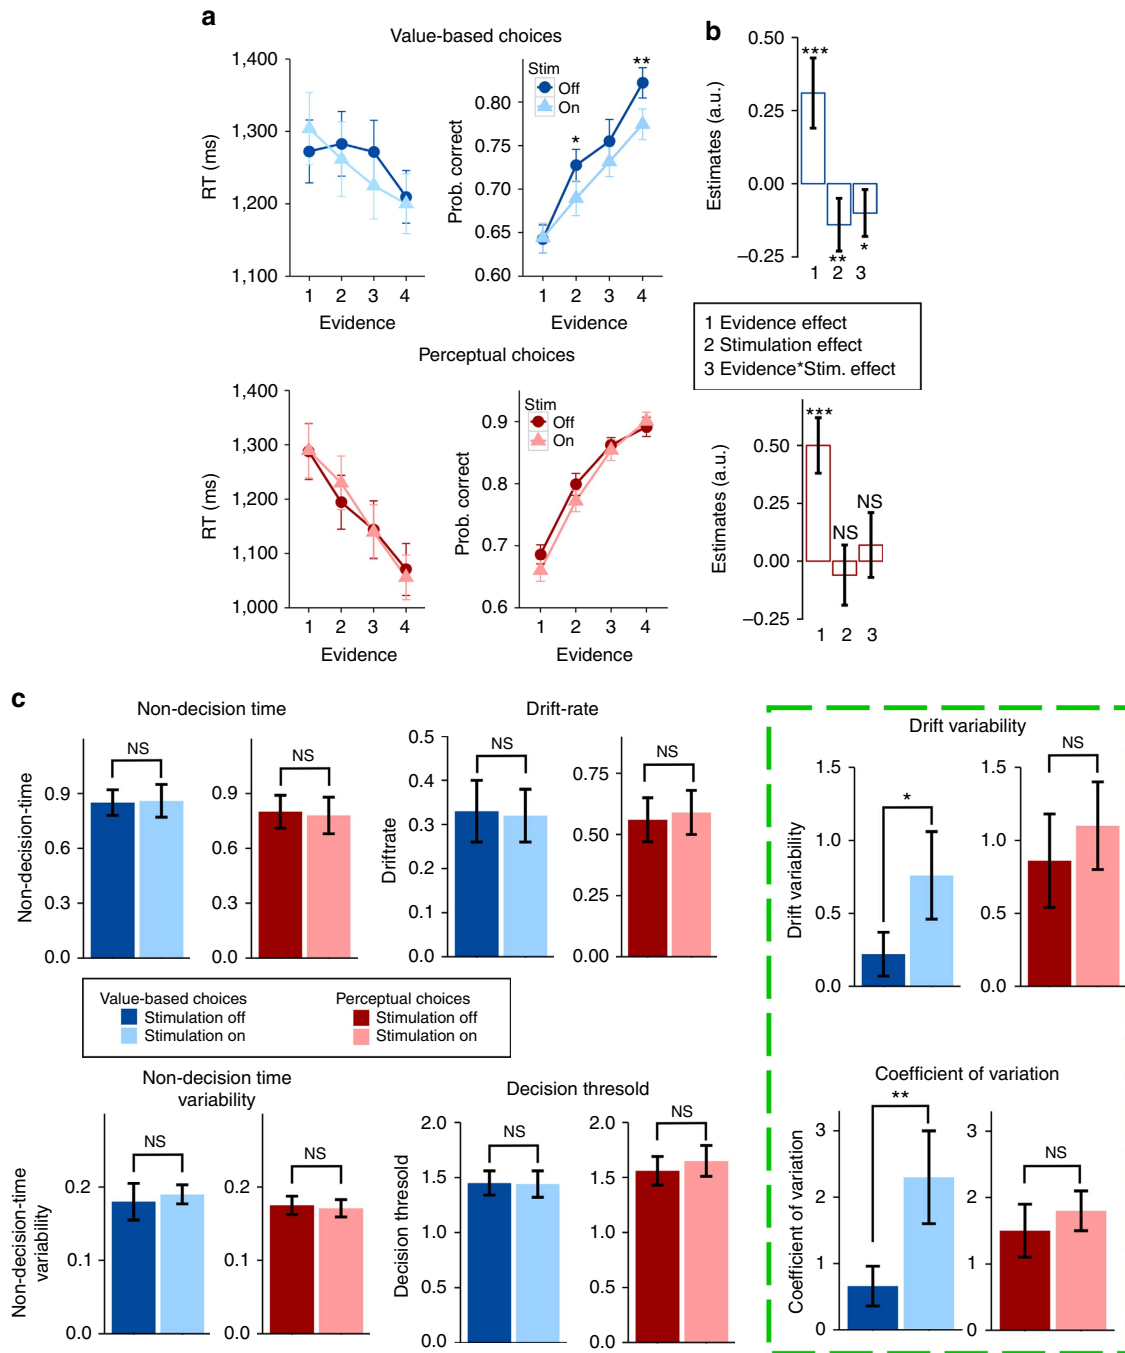 a
Value-based choices
1,400
1,300
1,200
1,100
RT (ms)
1 2 3 4
Evidence
0.80
0.75
0.70
0.65
0.60
Prob. correct
Stim
Off
On
*
**
1 2 3 4
Evidence
Perceptual choices
1,400
1,300
1,200
1,100
1,000
RT (ms)
1 2 3 4
Evidence
0.9
0.8
0.7
0.6
Prob. correct
Stim
Off
On
1 2 3 4
Evidence
b
0.50
0.25
0.00
−0.25
Estimates (a.u.)
***
**
*
1 2 3
1 Evidence effect
2 Stimulation effect
3 Evidence*Stim. effect
0.50
0.25
0.00
−0.25
Estimates (a.u.)
***
NS
NS
1 2 3
c
Non-decision time
Non-decision-time
0.9
0.6
0.3
0.0
NS
0.9
0.6
0.3
0.0
NS
Drift-rate
Driftrate
0.5
0.4
0.3
0.2
0.1
0.0
NS
0.75
0.50
0.25
0.00
NS
Drift variability
Drift variability
1.5
1.0
0.5
0.0
*
1.5
1.0
0.5
0.0
NS
Value-based choices
Stimulation off
Stimulation on
Perceptual choices
Stimulation off
Stimulation on
Non-decision time
variability
Non-decision-time
variability
0.2
0.1
0.0
NS
0.2
0.1
0.0
NS
Decision thresold
Decision thresold
2.0
1.5
1.0
0.5
0.0
NS
2.0
1.5
1.0
0.5
0.0
NS
Coefficient of variation
Coefficient of variation
3
2
1
0
**
3
2
1
0
NS